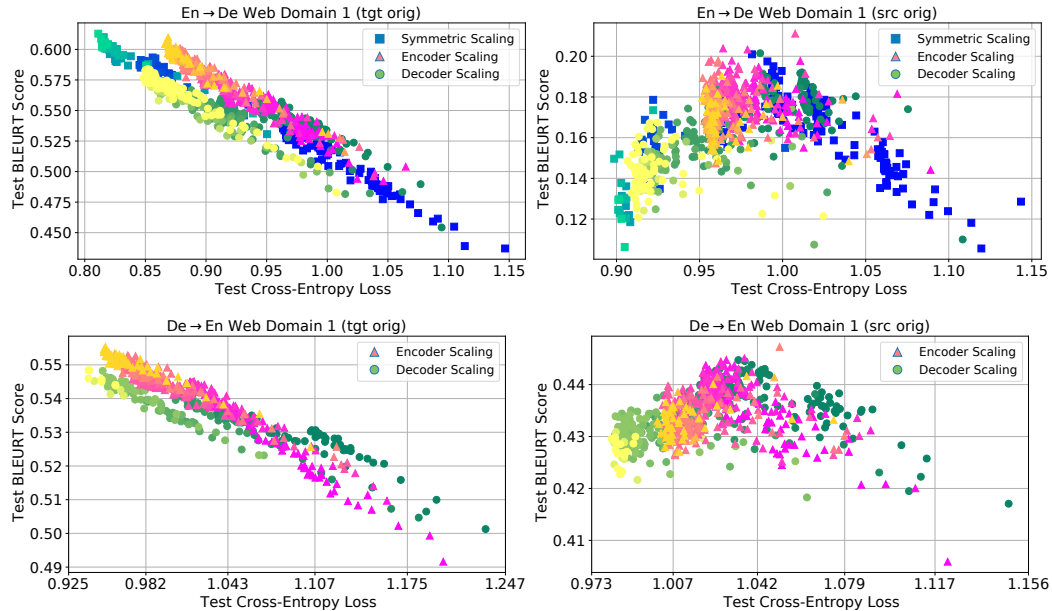 En→De Web Domain 1 (tgt orig)
Test BLEURT Score
0.600
0.575
0.550
0.525
0.500
0.475
0.450
Symmetric Scaling
Encoder Scaling
Decoder Scaling
0.80
0.85
0.90
0.95
1.00
1.05
1.10
1.15
Test Cross-Entropy Loss
En→De Web Domain 1 (src orig)
Test BLEURT Score
0.20
0.18
0.16
0.14
0.12
Symmetric Scaling
Encoder Scaling
Decoder Scaling
0.90
0.95
1.00
1.05
1.10
1.15
Test Cross-Entropy Loss
De→En Web Domain 1 (tgt orig)
Test BLEURT Score
0.55
0.54
0.53
0.52
0.51
0.50
0.49
Encoder Scaling
Decoder Scaling
0.925
0.982
1.043
1.107
1.175
1.247
Test Cross-Entropy Loss
De→En Web Domain 1 (src orig)
Test BLEURT Score
0.44
0.43
0.42
0.41
Encoder Scaling
Decoder Scaling
0.973
1.007
1.042
1.079
1.117
1.156
Test Cross-Entropy Loss